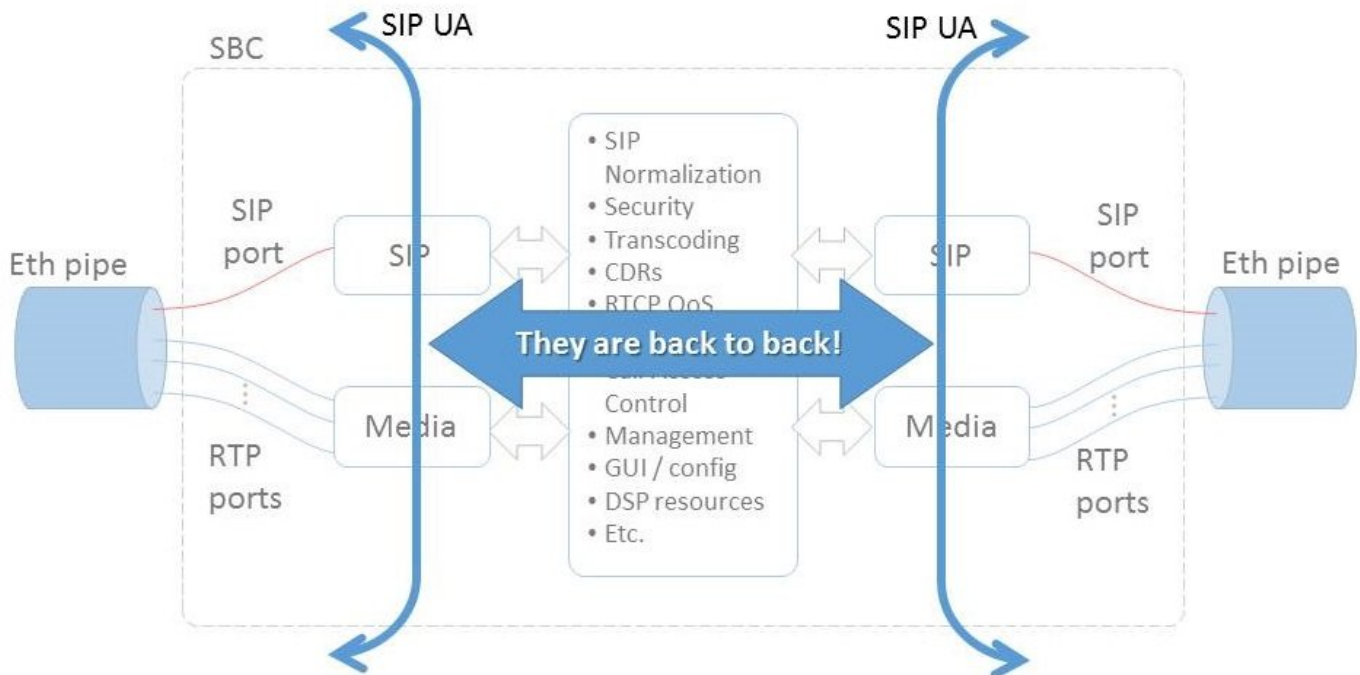 SIP UA
SIP UA
SBC
• SIP
Normalization
• Security
• Transcoding
• CDRs
• RTCP QoS
They are back to back!
Control
• Management
• GUI / config
• DSP resources
• Etc.
Eth pipe
SIP
port
SIP
Media
RTP
ports
SIP
Media
SIP
port
RTP
ports
Eth pipe